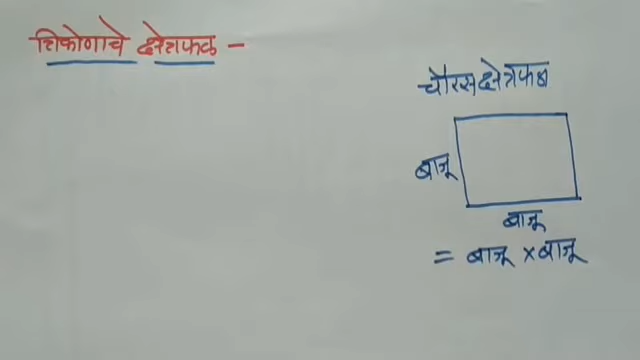 त्रिकोणाचे क्षेत्रफळ -
चौरसक्षेत्रफळ
बाजू
बाजू
= बाजू × बाजू